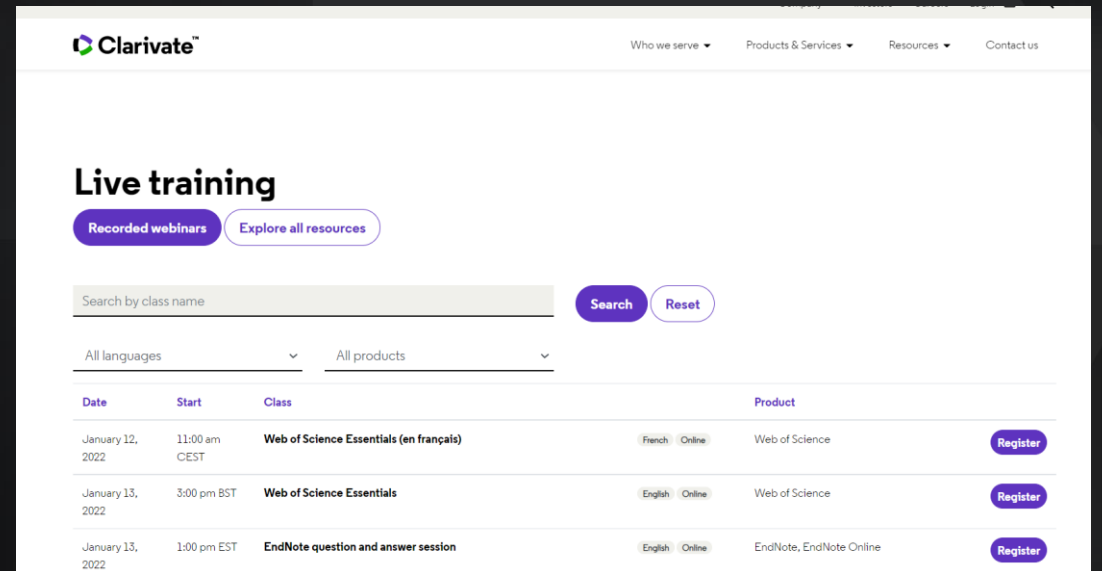 Clarivate™
Who we serve
Products & Services
Resources
Contact us
Live training
Recorded webinars
Explore all resources
Search by class name
Search
Reset
All languages
All products
Date Start Class Product
January 12, 11:00 am Web of Science Essentials (en français) French Online Web of Science Register
2022 CEST
January 13, 3:00 pm BST Web of Science Essentials English Online Web of Science Register
2022
January 13, 1:00 pm EST EndNote question and answer session English Online EndNote, EndNote Online Register
2022